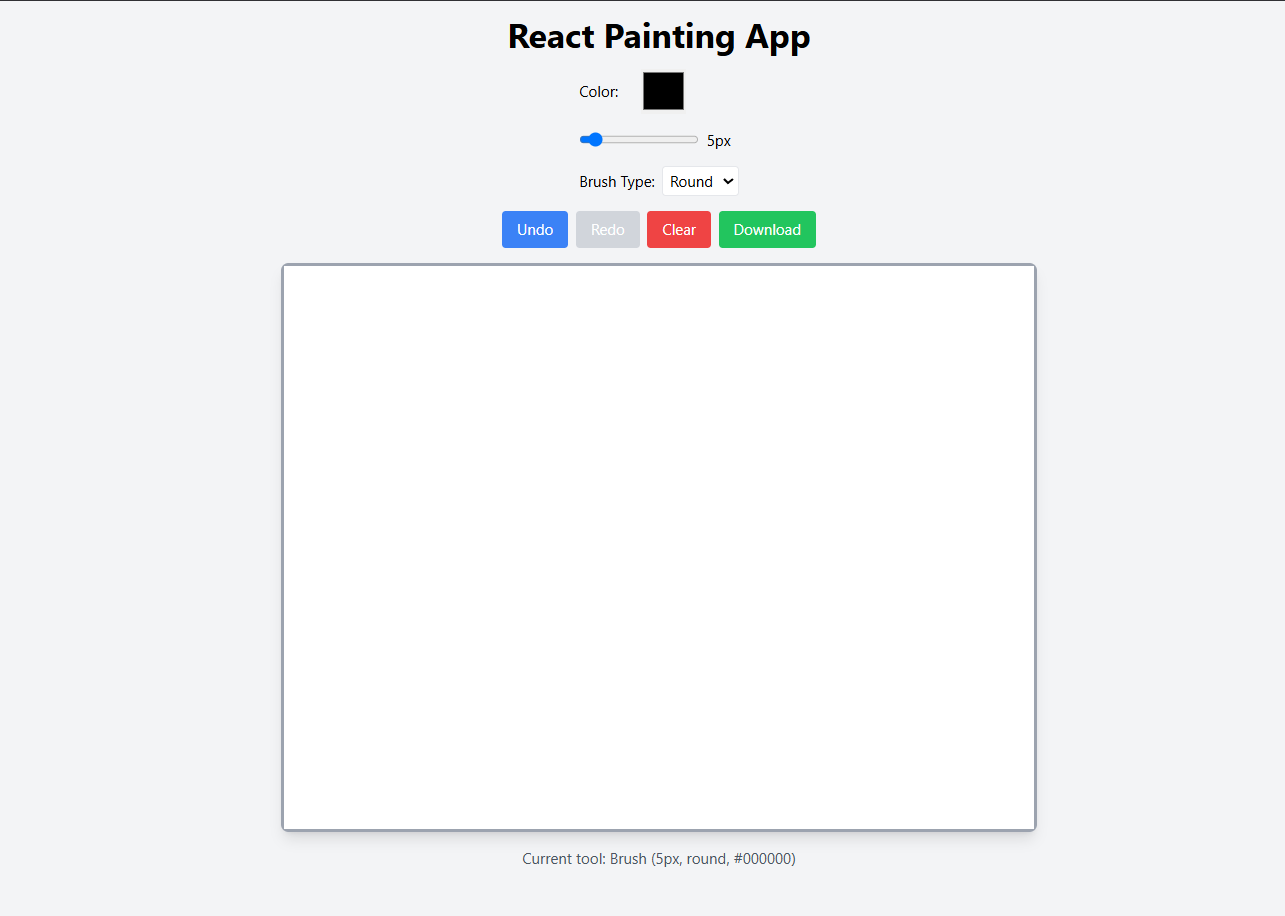 React Painting App
Color:
5px
Brush Type: Round
Undo Redo Clear Download
Current tool: Brush (5px, round, #000000)